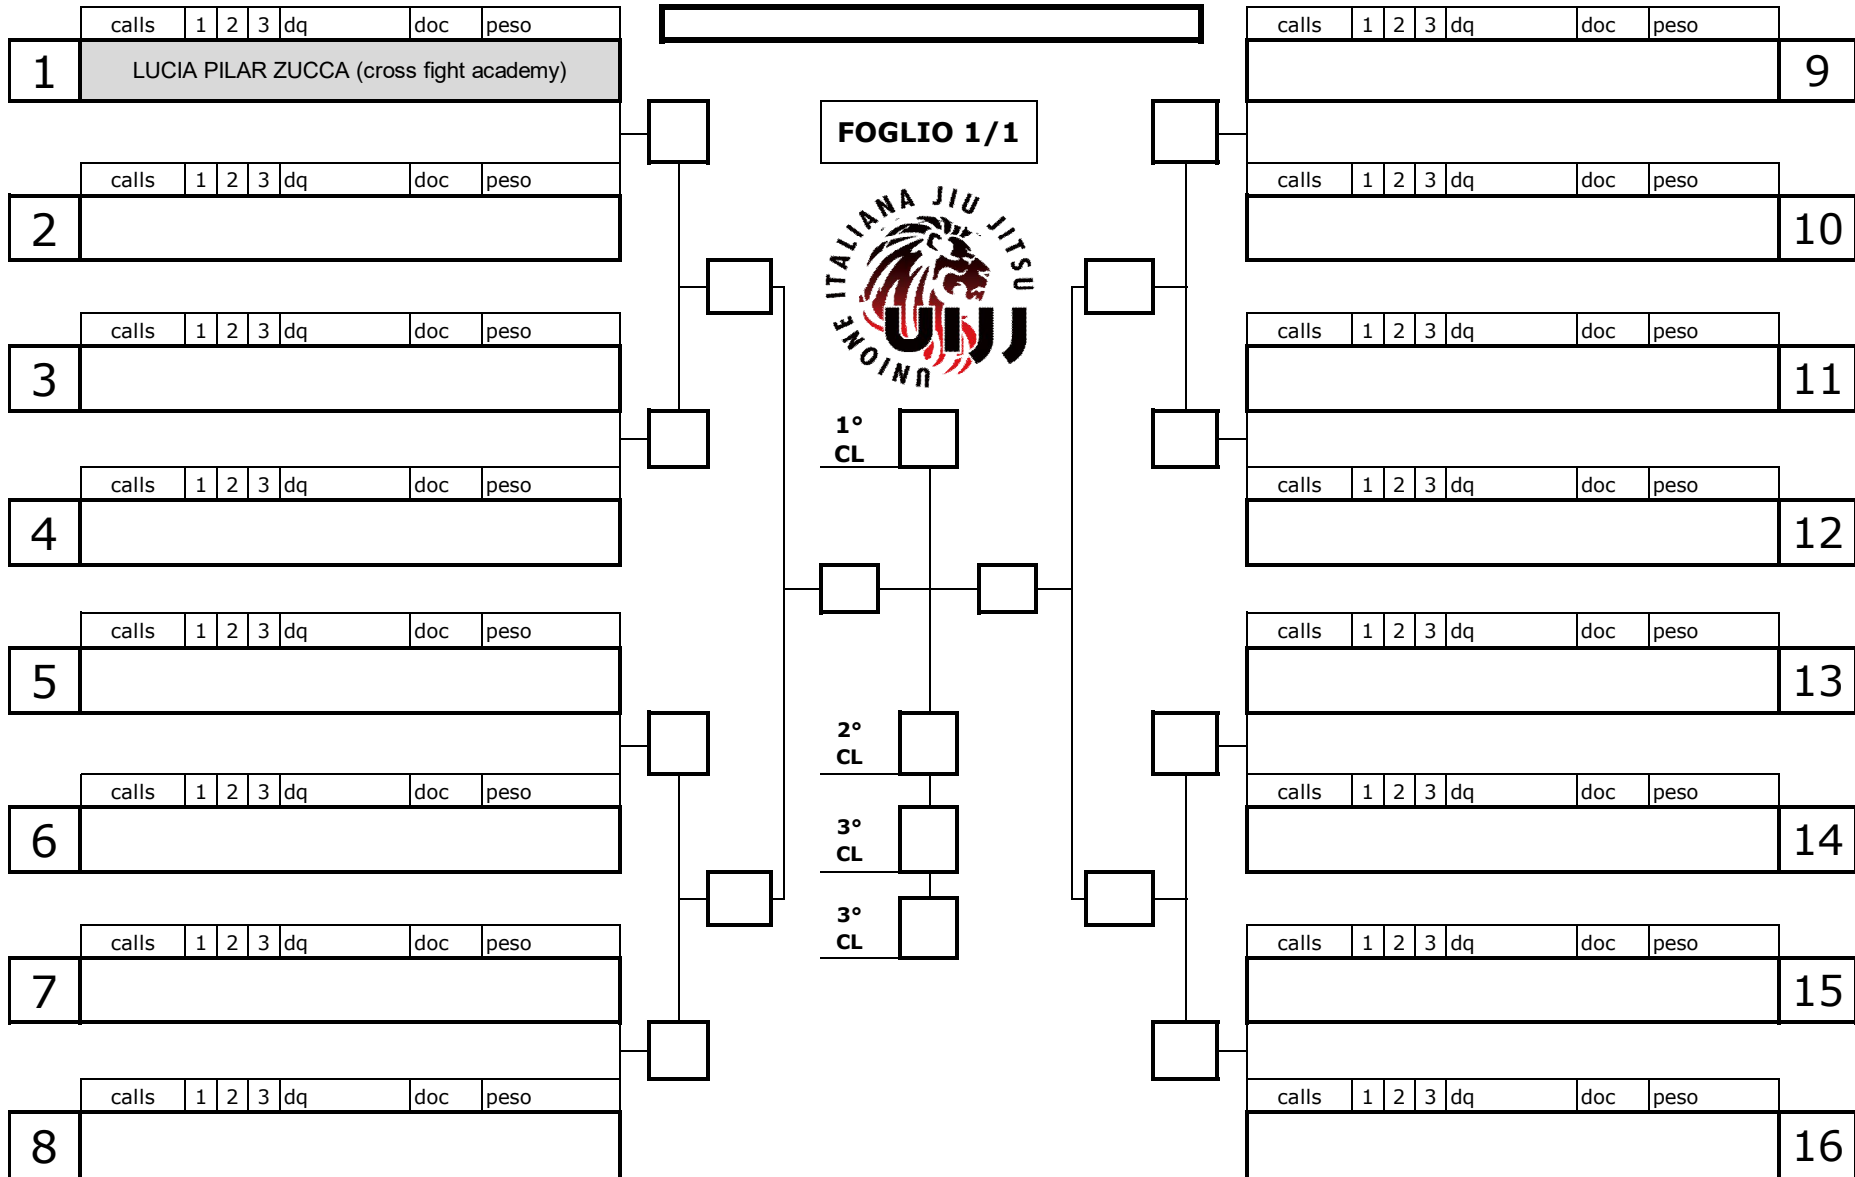 calls 1 2 3 dq doc peso
1 LUCIA PILAR ZUCCA (cross fight academy)
calls 1 2 3 dq doc peso
2
calls 1 2 3 dq doc peso
3
calls 1 2 3 dq doc peso
4
calls 1 2 3 dq doc peso
5
calls 1 2 3 dq doc peso
6
calls 1 2 3 dq doc peso
7
calls 1 2 3 dq doc peso
8
FOGLIO 1/1
UNIONE ITALIANA JIU JITSU
UIJJ
1°
CL
2°
CL
3°
CL
3°
CL
calls 1 2 3 dq doc peso
9
calls 1 2 3 dq doc peso
10
calls 1 2 3 dq doc peso
11
calls 1 2 3 dq doc peso
12
calls 1 2 3 dq doc peso
13
calls 1 2 3 dq doc peso
14
calls 1 2 3 dq doc peso
15
calls 1 2 3 dq doc peso
16